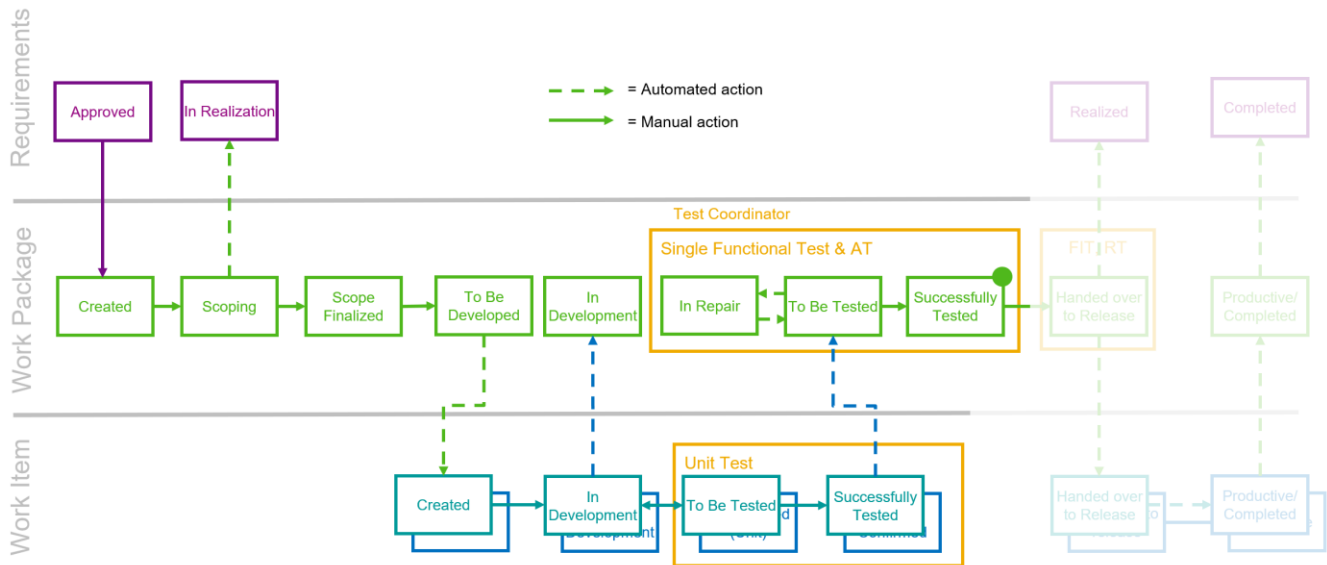 Requirements
Approved
In Realization
= Automated action
= Manual action
Realized
Completed
Work Package
Test Coordinator
Single Functional Test & AT
Created
Scoping
Scope
Finalized
To Be
Developed
In
Development
In Repair
To Be Tested
Successfully
Tested
Handed over
to Release
Productive/
Completed
Work Item
Unit Test
Created
In
Development
Development
To Be Tested
(Unit)
Successfully
Tested
Confirmed
Handed over
to Release
Productive/
Completed